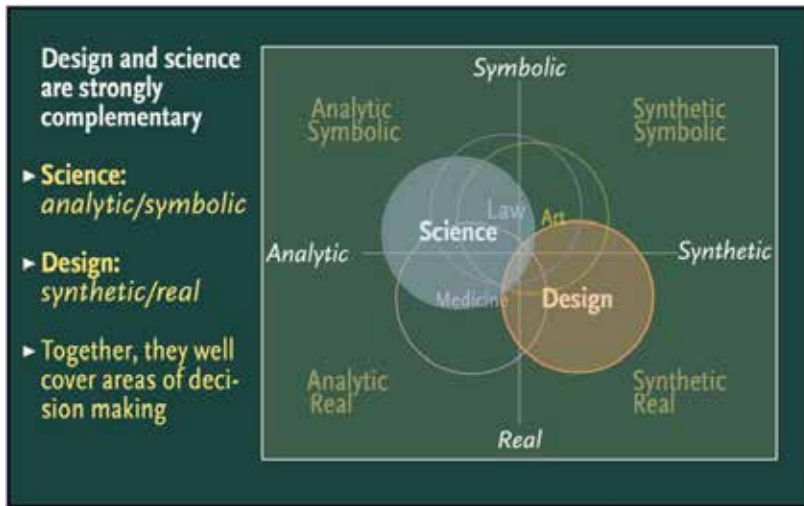 Design and science
are strongly
complementary
▸ Science:
analytic/symbolic
▸ Design:
synthetic/real
▸ Together, they well
cover areas of deci-
sion making
Symbolic
Analytic
Symbolic
Synthetic
Symbolic
Law
Art
Science
Analytic
Synthetic
Medicine
Design
Analytic
Real
Synthetic
Real
Real